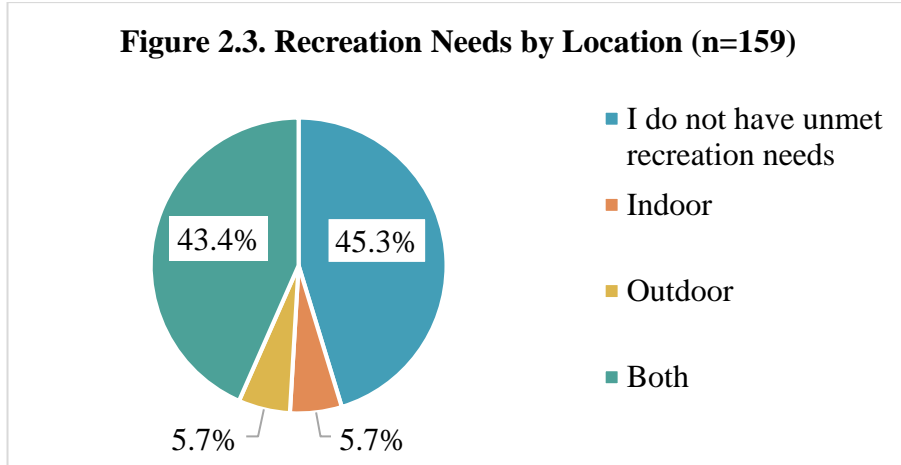 Figure 2.3. Recreation Needs by Location (n=159)
I do not have unmet
recreation needs
Indoor
Outdoor
Both
43.4%
45.3%
5.7%
5.7%